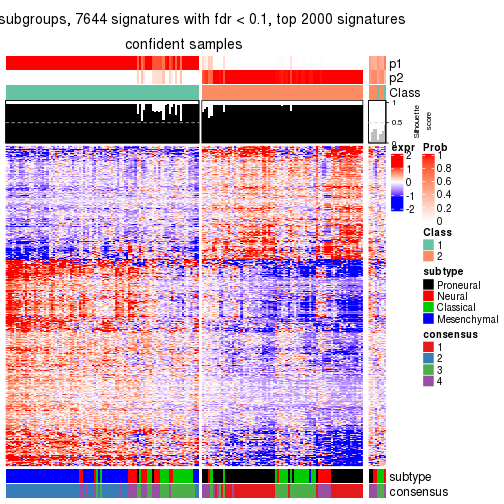 subgroups, 7644 signatures with fdr < 0.1, top 2000 signatures
confident samples
p1
p2
Class
1
0.5
0
Silhouette
score
expr
2
1
0
-1
-2
Prob
1
0.8
0.6
0.4
0.2
0
Class
1
2
subtype
Proneural
Neural
Classical
Mesenchymal
consensus
1
2
3
4
subtype
consensus